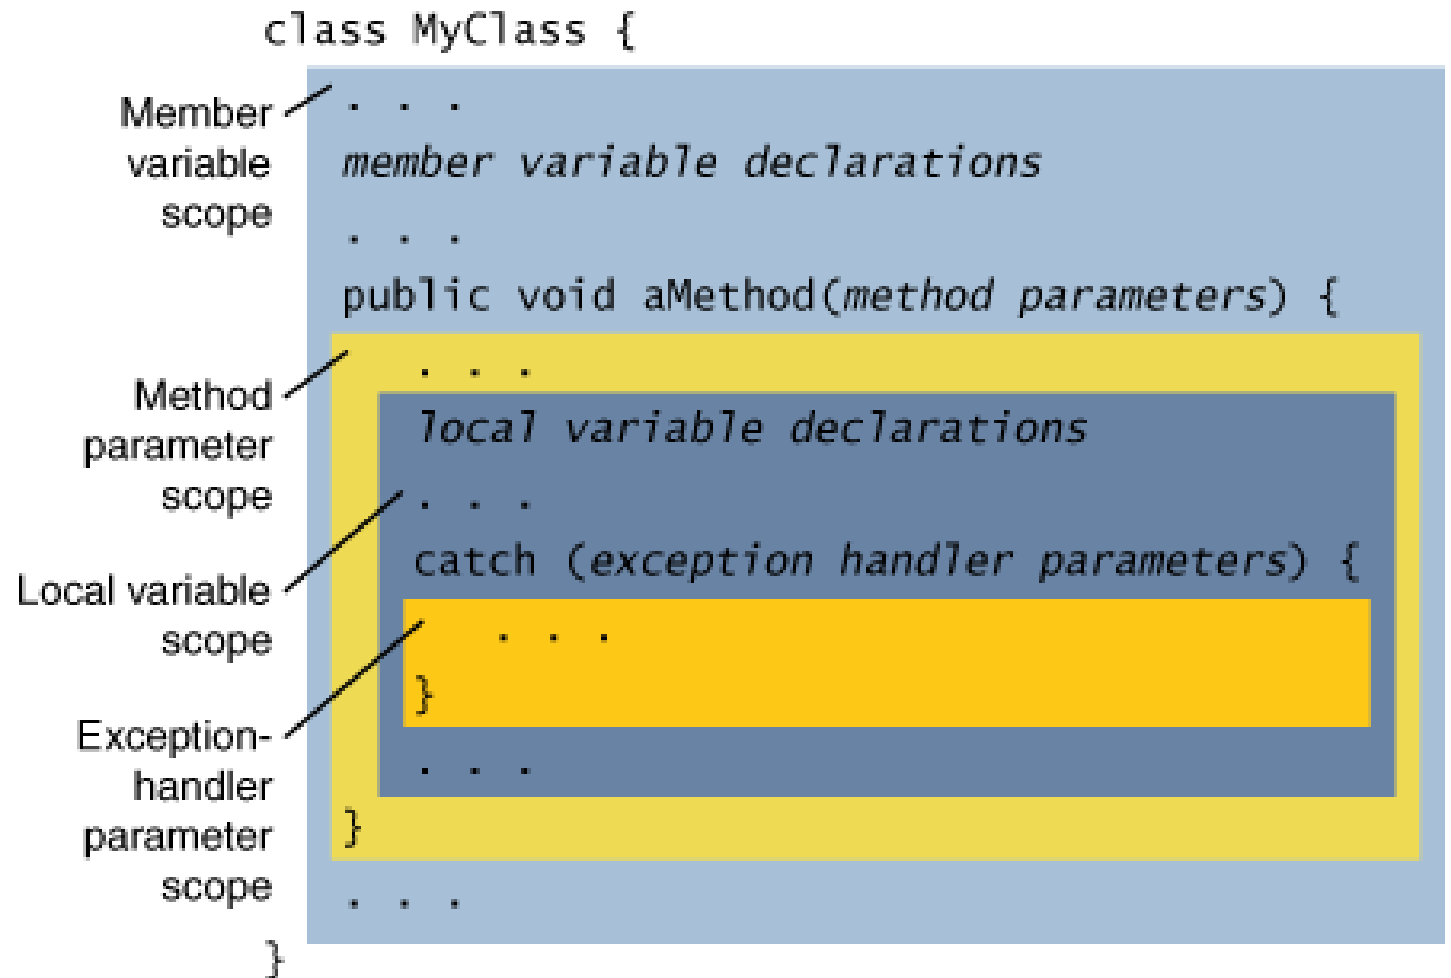 class MyClass {
Member
variable
scope
. . .
member variable declarations
. . .
public void aMethod(method parameters) {
Method
parameter
scope
. . .
local variable declarations
. . .
Local variable
scope
catch (exception handler parameters) {
. . .
}
Exception-
handler
parameter
scope
. . .
}
. . .
}